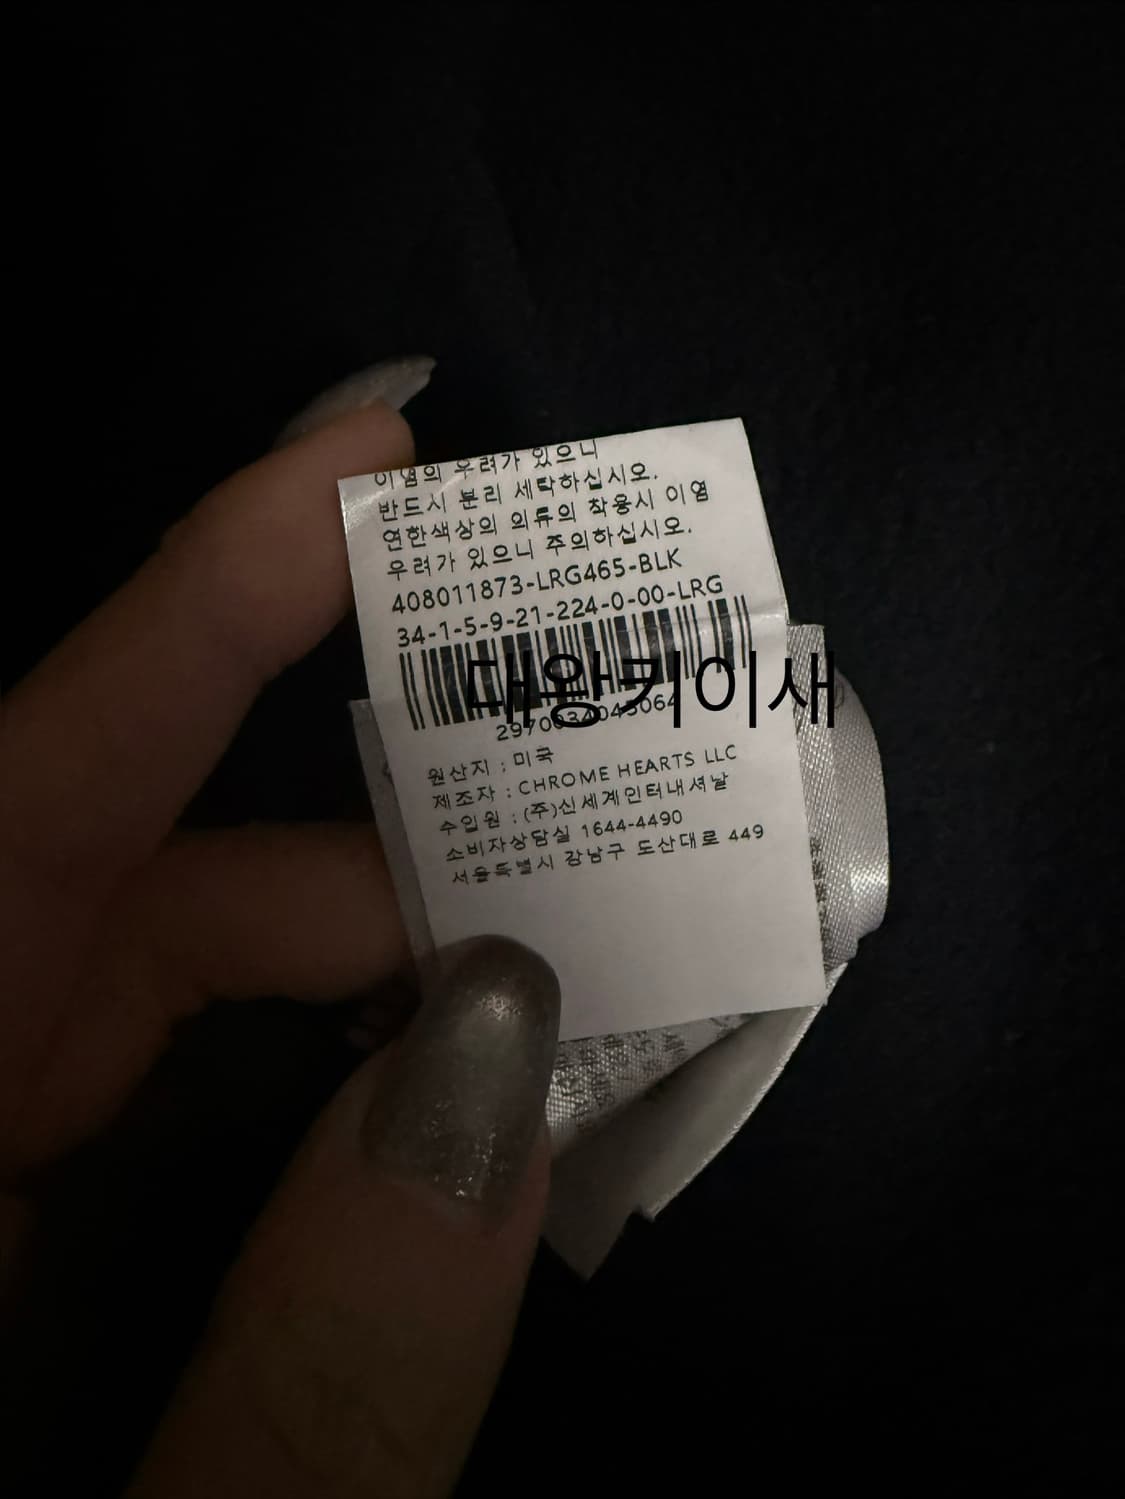 이염의 우려가 있으니
반드시 분리 세탁하십시오.
연한색상의 의류의 착용시 이염
우려가 있으니 주의하십시오.
408011873-LRG465-BLK
34-1-5-9-21-224-0-00-LRG
대왕키이새
원산지 : 미국
제조자 : CHROME HEARTS LLC
수입원 : (주)신세계인터내셔날
소비자상담실 1644-4490
서울특별시 강남구 도산대로 449